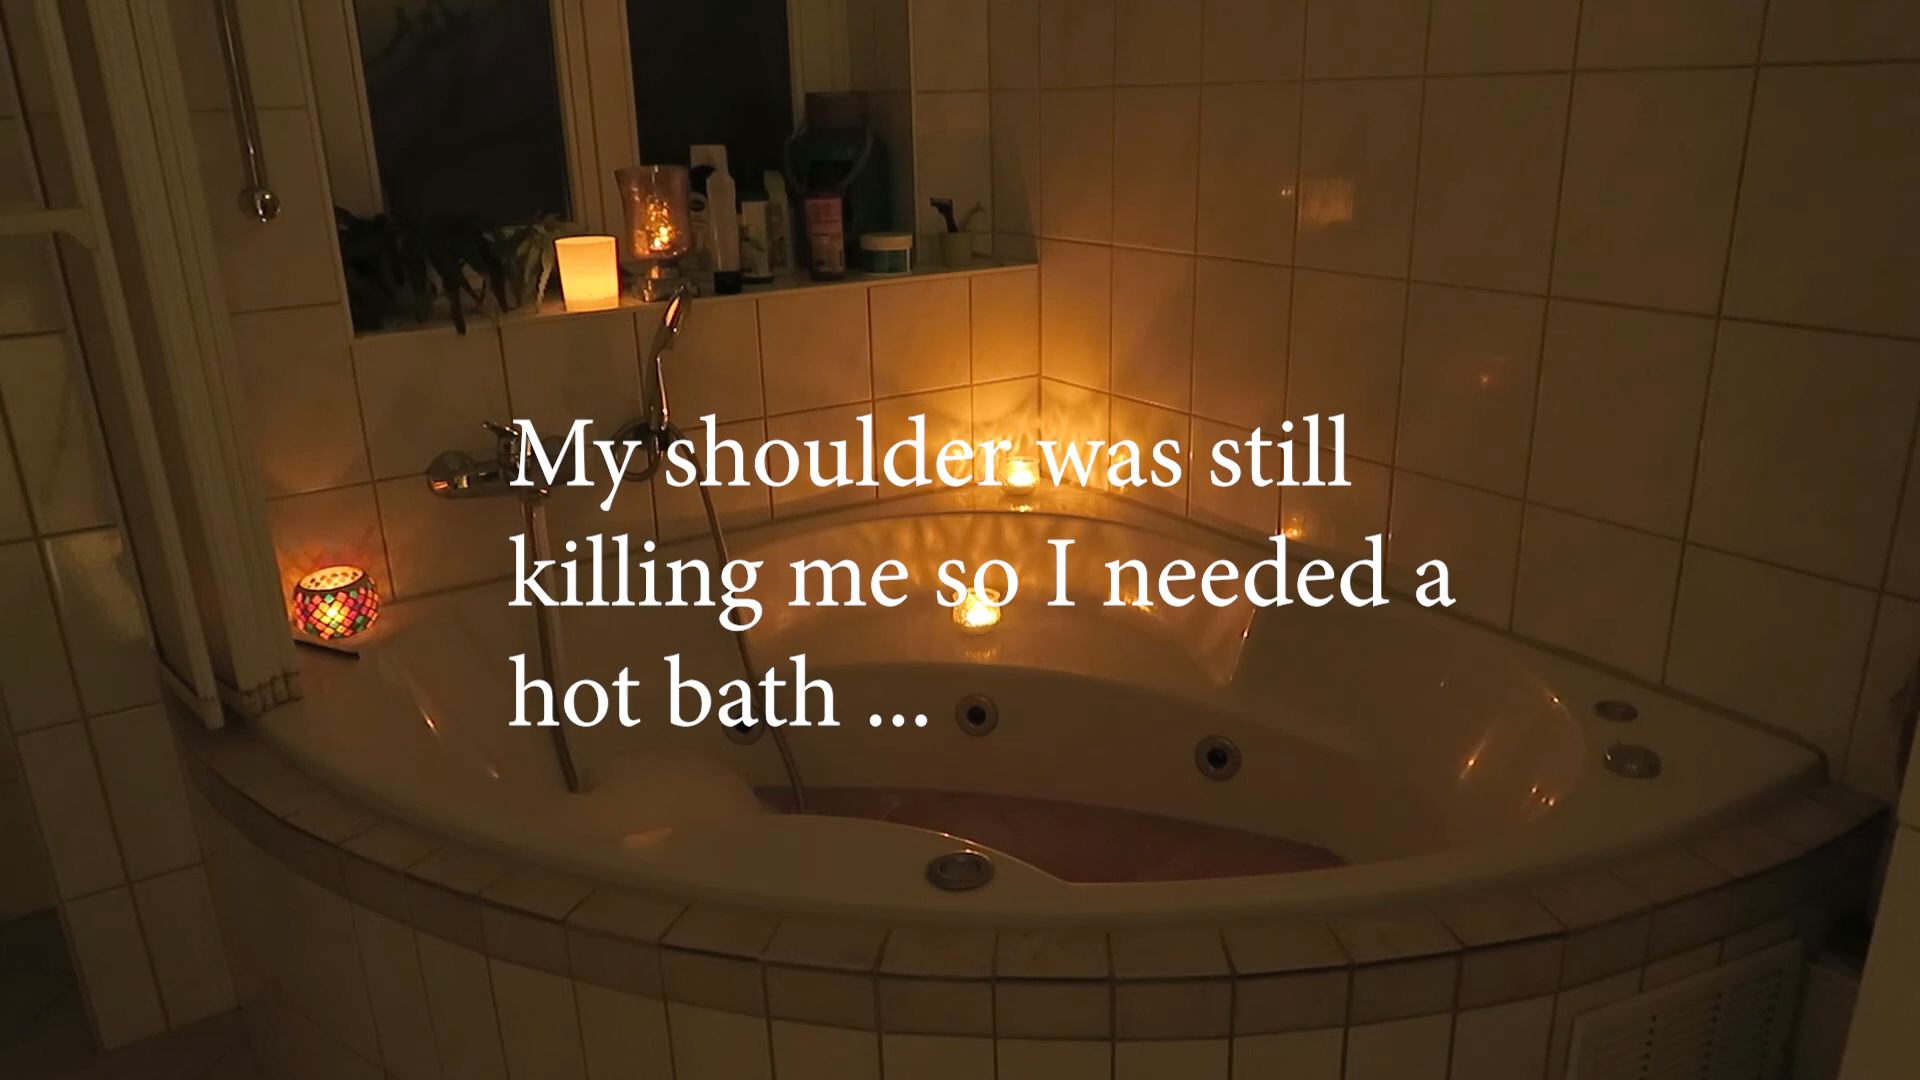 My shoulder was still
killing me so I needed a
hot bath ...